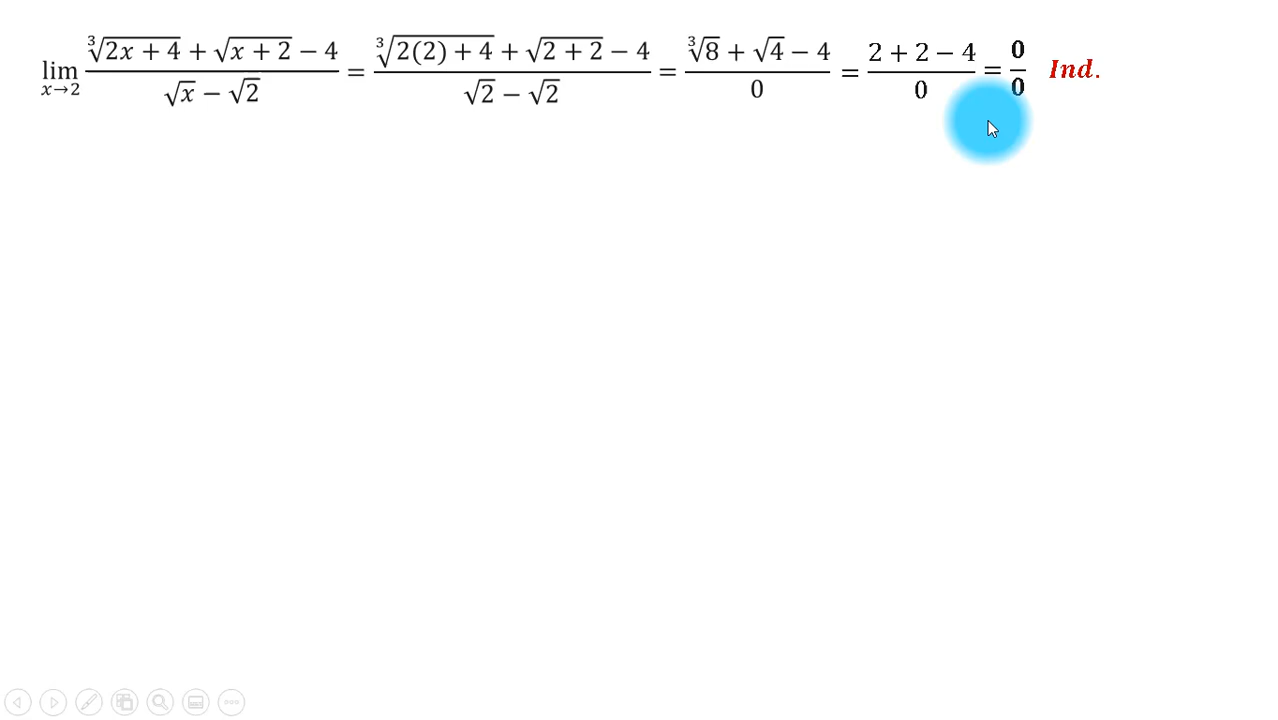 lim x→2 (∛(2x + 4) + √(x + 2) − 4)/(√x − √2) = (∛(2(2) + 4) + √(2 + 2) − 4)/(√2 − √2) = (∛8 + √4 − 4)/0 = (2 + 2 − 4)/0 = 0/0 Ind.